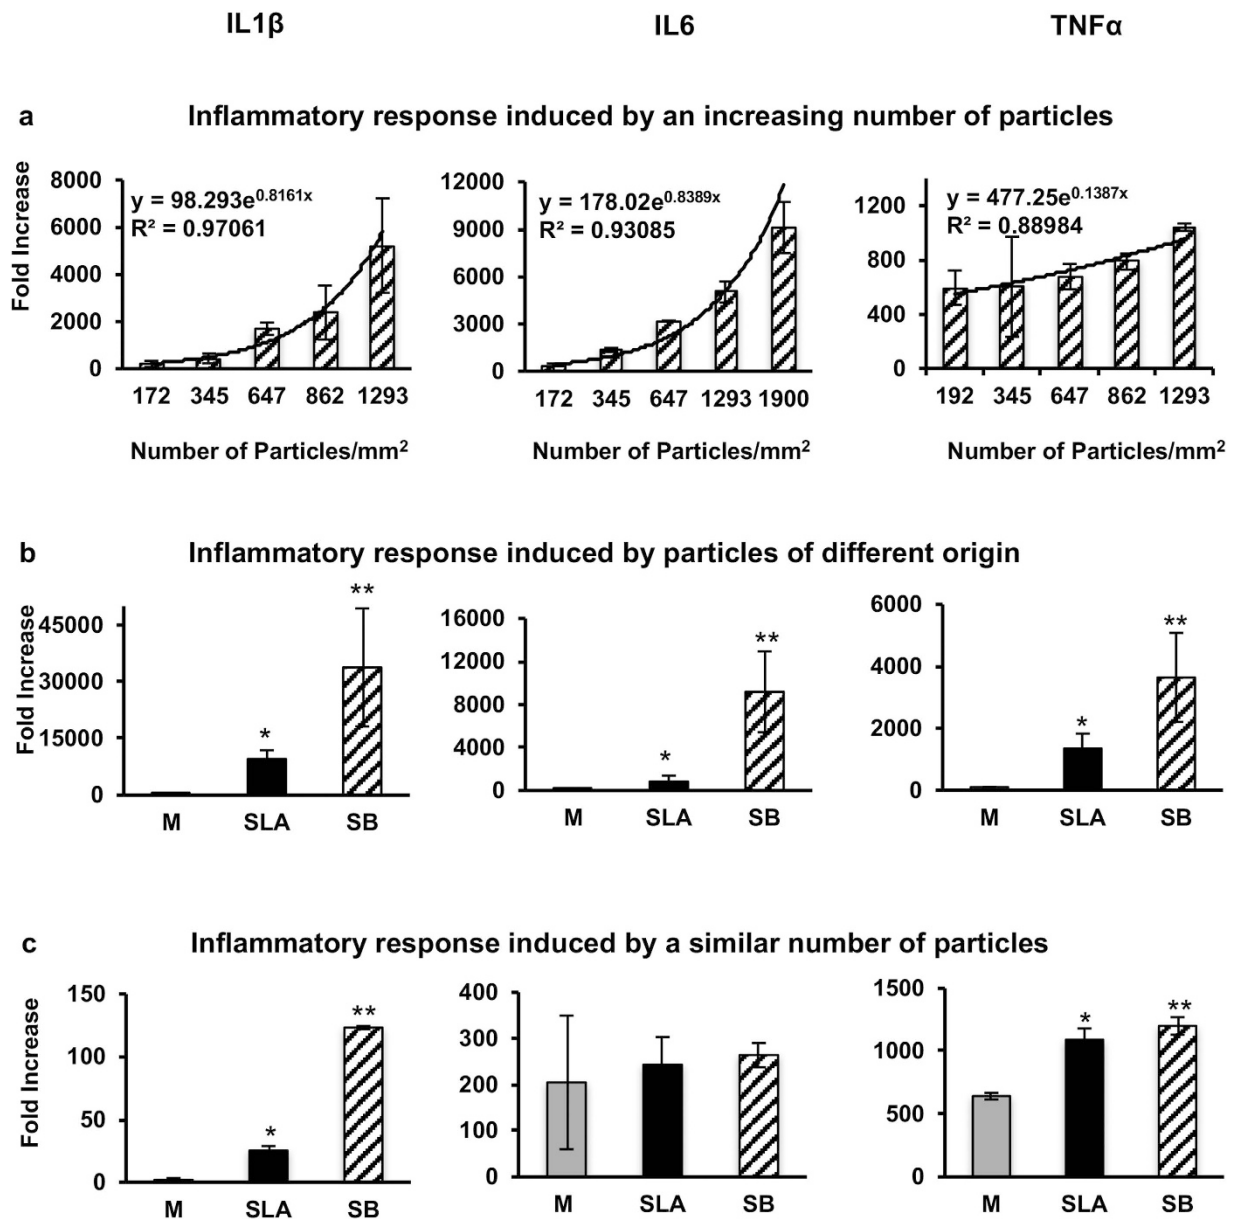 IL1β IL6 TNFα
a Inflammatory response induced by an increasing number of particles
Fold Increase
8000
6000
4000
2000
0
y = 98.293e^0.8161x
R² = 0.97061
172 345 647 862 1293
Number of Particles/mm²
12000
9000
6000
3000
0
y = 178.02e^0.8389x
R² = 0.93085
172 345 647 1293 1900
Number of Particles/mm²
1200
800
400
0
y = 477.25e^0.1387x
R² = 0.88984
192 345 647 862 1293
Number of Particles/mm²
b Inflammatory response induced by particles of different origin
Fold Increase
45000
30000
15000
0
* **
M SLA SB
16000
12000
8000
4000
0
* **
M SLA SB
6000
4000
2000
0
* **
M SLA SB
c Inflammatory response induced by a similar number of particles
Fold Increase
150
100
50
0
* **
M SLA SB
400
300
200
100
0
M SLA SB
1500
1000
500
0
* **
M SLA SB